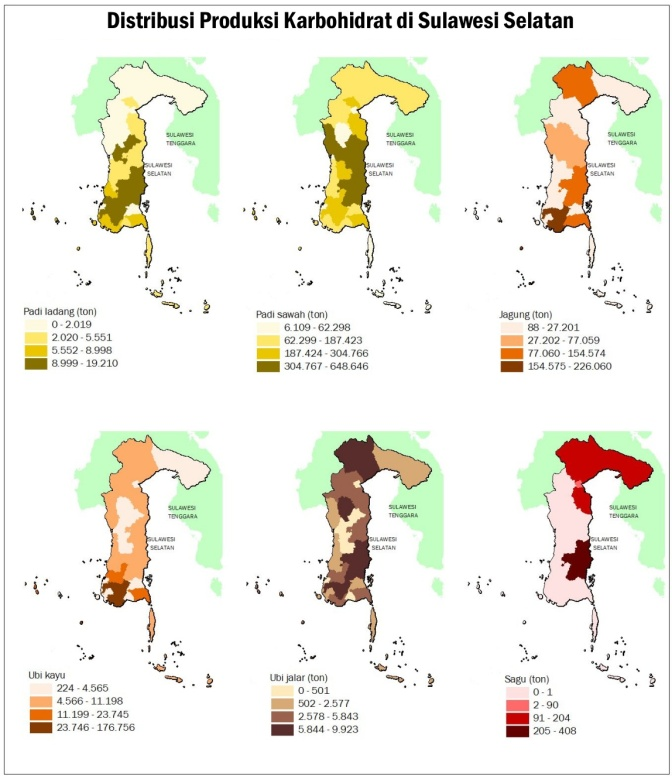 Distribusi Produksi Karbohidrat di Sulawesi Selatan
SULAWESI
TENGGARA
SULAWESI
SELATAN
Padi ladang (ton)
0 - 2.019
2.020 - 5.551
5.552 - 8.998
8.999 - 19.210
SULAWESI
TENGGARA
SULAWESI
SELATAN
Padi sawah (ton)
6.109 - 62.298
62.299 - 187.423
187.424 - 304.766
304.767 - 648.646
SULAWESI
TENGGARA
SULAWESI
SELATAN
Jagung (ton)
88 - 27.201
27.202 - 77.059
77.060 - 154.574
154.575 - 226.060
SULAWESI
TENGGARA
SULAWESI
SELATAN
Ubi kayu
224 - 4.565
4.566 - 11.198
11.199 - 23.745
23.746 - 176.756
SULAWESI
TENGGARA
SULAWESI
SELATAN
Ubi jalar (ton)
0 - 501
502 - 2.577
2.578 - 5.843
5.844 - 9.923
SULAWESI
TENGGARA
SULAWESI
SELATAN
Sagu (ton)
0 - 1
2 - 90
91 - 204
205 - 408